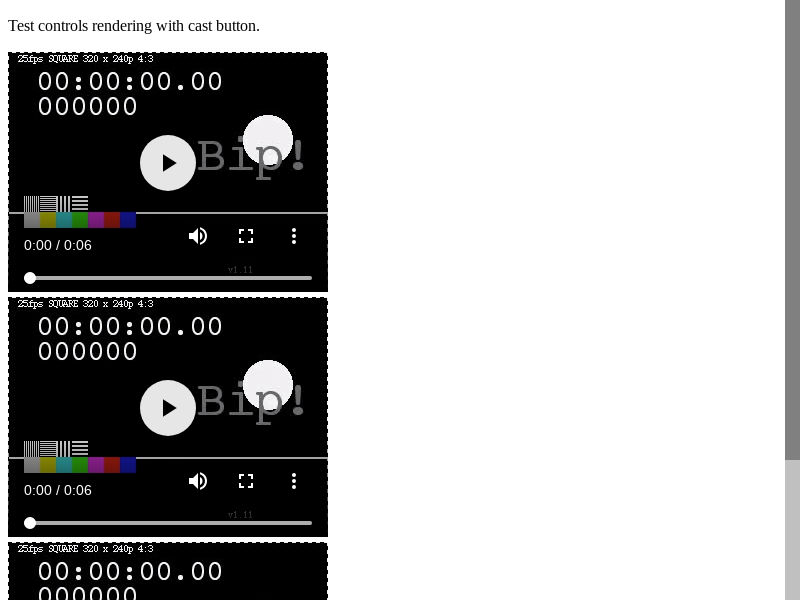 Test controls rendering with cast button.
25fps SQUARE 320 x 240p 4:3
00:00:00.00
000000
Bip!
0:00 / 0:06
v1.11
25fps SQUARE 320 x 240p 4:3
00:00:00.00
000000
Bip!
0:00 / 0:06
v1.11
25fps SQUARE 320 x 240p 4:3
00:00:00.00
000000